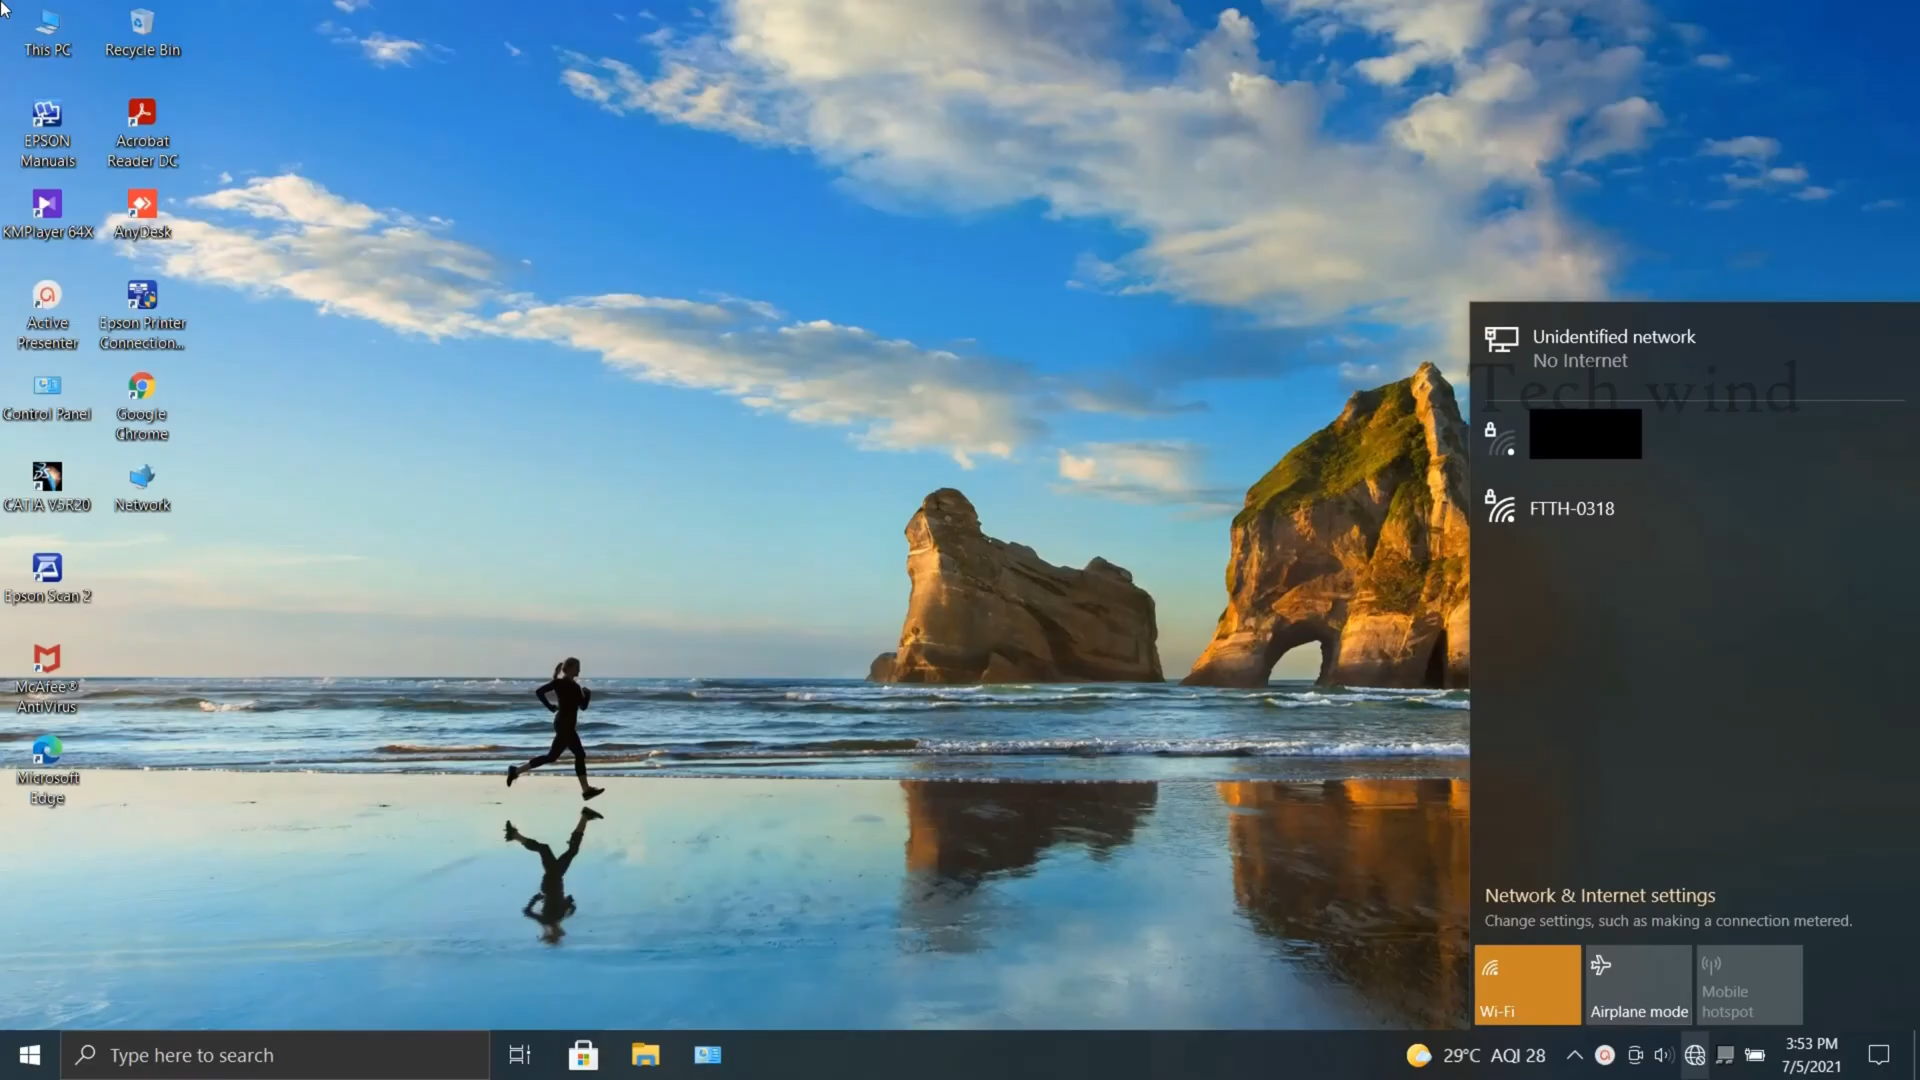 This PC
Recycle Bin
EPSON
Manuals
Acrobat
Reader DC
KMPlayer 64X
AnyDesk
Active
Presenter
Epson Printer
Connection...
Control Panel
Google
Chrome
CATIA V5R20
Network
Epson Scan 2
McAfee®
AntiVirus
Microsoft
Edge
Unidentified network
No Internet
Tech wind
FTTH-0318
Network & Internet settings
Change settings, such as making a connection metered.
Wi-Fi
Airplane mode
Mobile
hotspot
Type here to search
29°C AQI 28
3:53 PM
7/5/2021